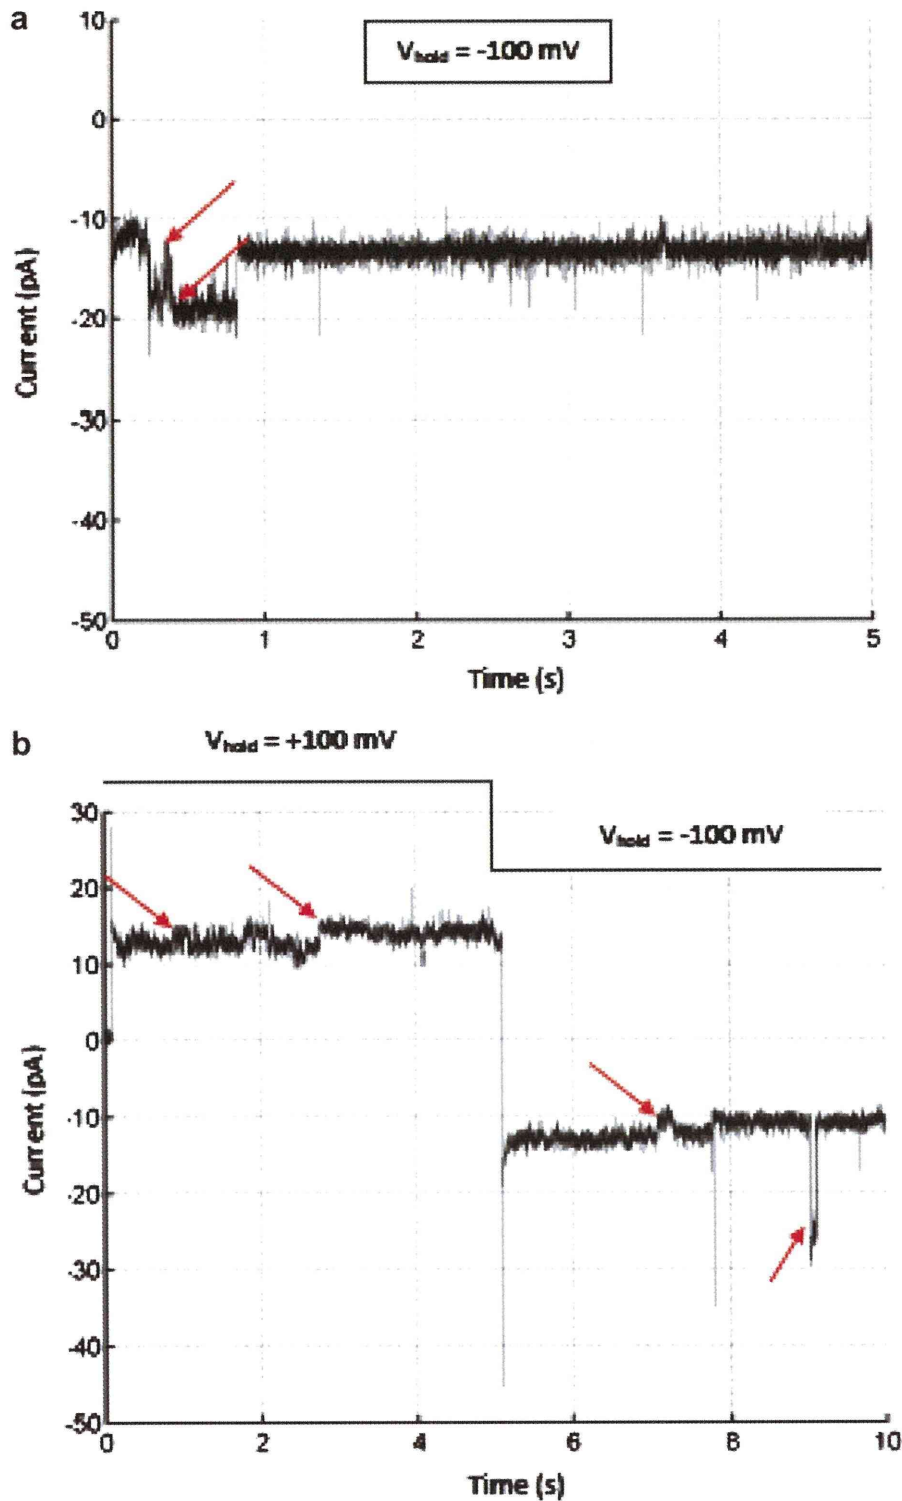 a
V_hold = -100 mV
10
0
-10
-20
-30
-40
-50
Current (pA)
0 1 2 3 4 5
Time (s)
b
V_hold = +100 mV
V_hold = -100 mV
30
20
10
0
-10
-20
-30
-40
-50
Current (pA)
0 2 4 6 8 10
Time (s)